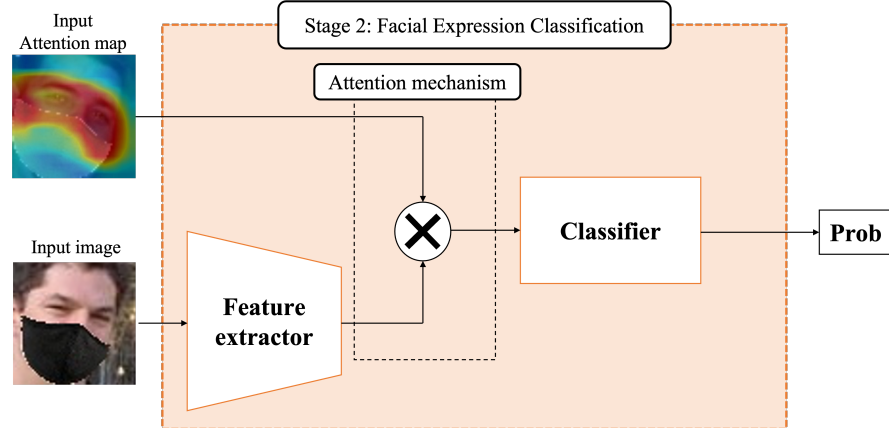 Input
Attention map
Stage 2: Facial Expression Classification
Attention mechanism
Input image
Feature
extractor
Classifier
Prob